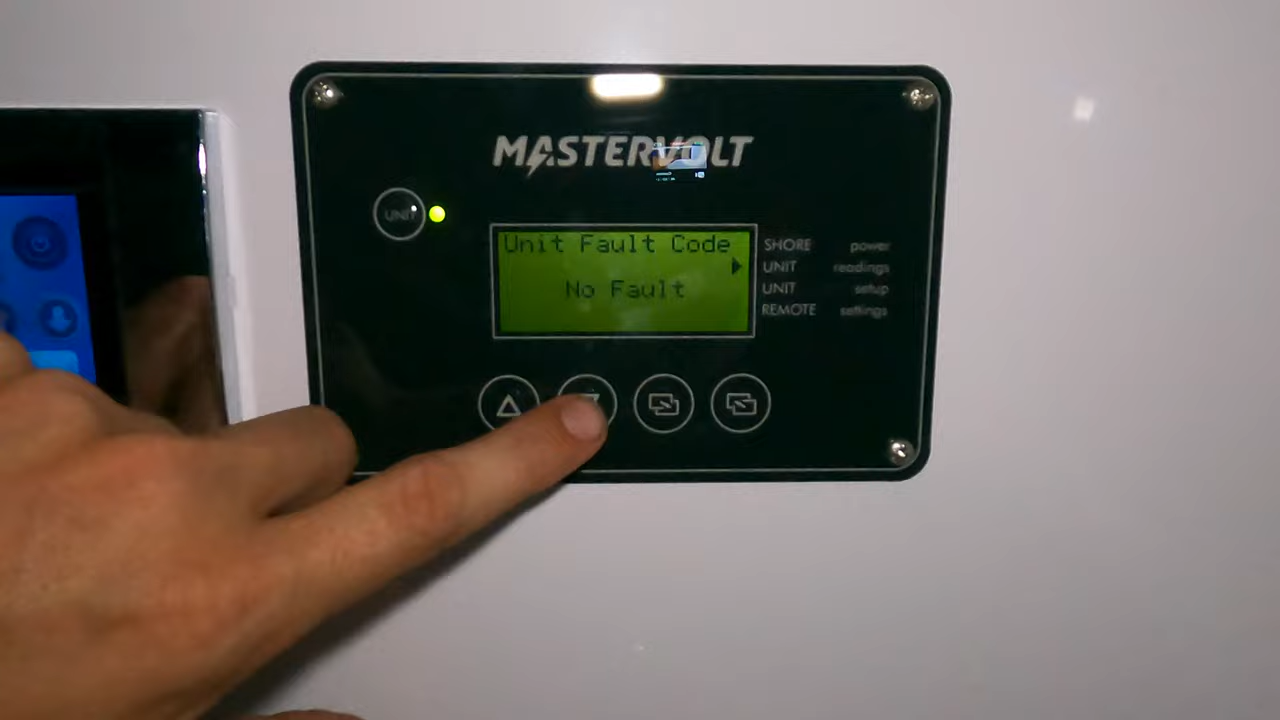 MASTERVOLT
UNIT
Unit Fault Code
No Fault
SHORE power
UNIT readings
UNIT setup
REMOTE settings